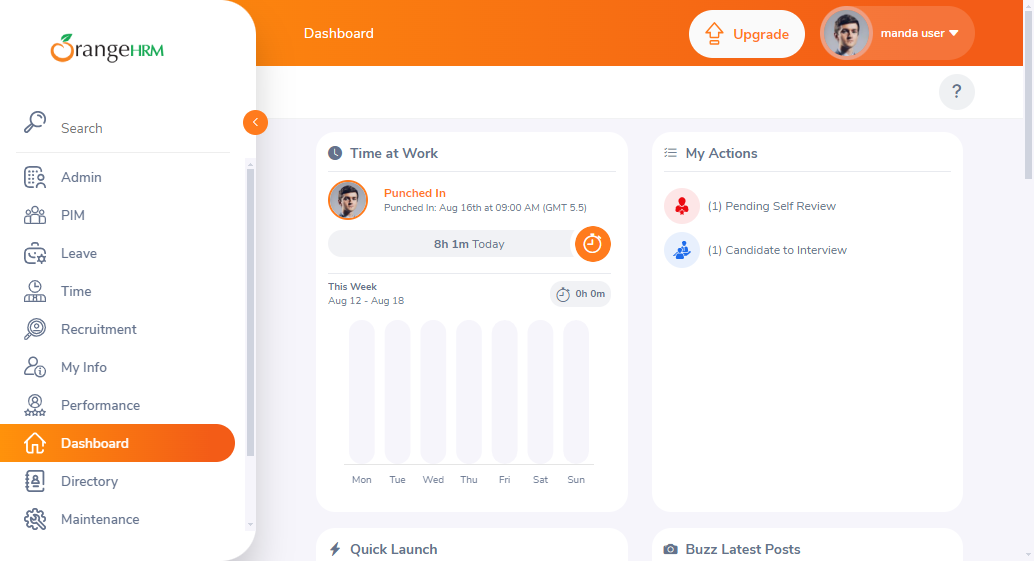 OrangeHRM
Search
Admin
PIM
Leave
Time
Recruitment
My Info
Performance
Dashboard
Directory
Maintenance
Dashboard
Upgrade
manda user
?
Time at Work
Punched In
Punched In: Aug 16th at 09:00 AM (GMT 5.5)
8h 1m Today
This Week
Aug 12 - Aug 18
0h 0m
Mon Tue Wed Thu Fri Sat Sun
My Actions
(1) Pending Self Review
(1) Candidate to Interview
Quick Launch
Buzz Latest Posts